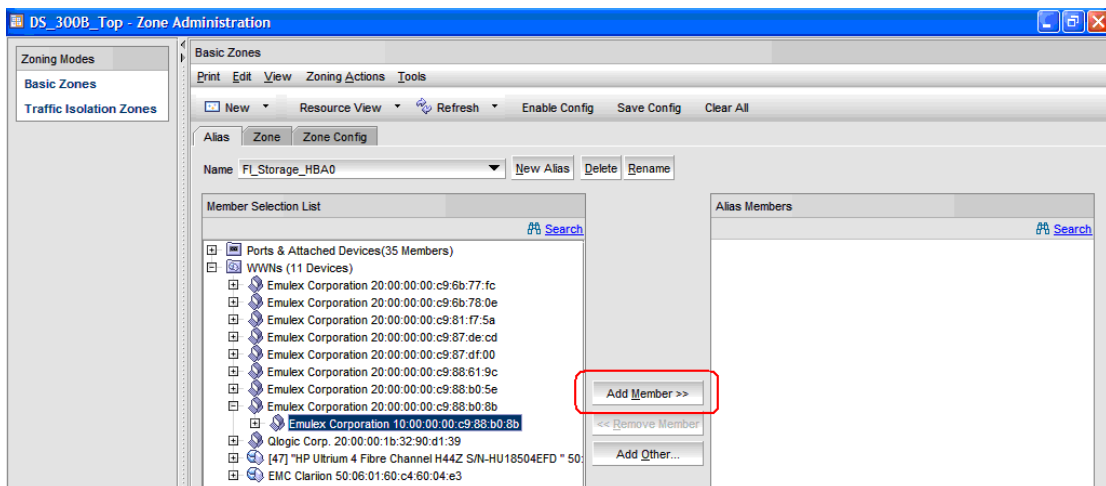 DS_300B_Top - Zone Administration
Zoning Modes
Basic Zones
Traffic Isolation Zones
Basic Zones
Print Edit View Zoning Actions Tools
New Resource View Refresh Enable Config Save Config Clear All
Alias Zone Zone Config
Name FI_Storage_HBA0 New Alias Delete Rename
Member Selection List
Search
Ports & Attached Devices(35 Members)
WWNs (11 Devices)
Emulex Corporation 20:00:00:00:c9:6b:77:fc
Emulex Corporation 20:00:00:00:c9:6b:78:0e
Emulex Corporation 20:00:00:00:c9:81:f7:5a
Emulex Corporation 20:00:00:00:c9:87:de:cd
Emulex Corporation 20:00:00:00:c9:87:df:00
Emulex Corporation 20:00:00:00:c9:88:61:9c
Emulex Corporation 20:00:00:00:c9:88:b0:5e
Emulex Corporation 20:00:00:00:c9:88:b0:8b
Emulex Corporation 10:00:00:00:c9:88:b0:8b
Qlogic Corp. 20:00:00:1b:32:90:d1:39
[47] "HP Ultrium 4 Fibre Channel H44Z S/N-HU18504EFD " 50:
EMC Clariion 50:06:01:60:c4:60:04:e3
Add Member >>
<< Remove Member
Add Other...
Alias Members
Search